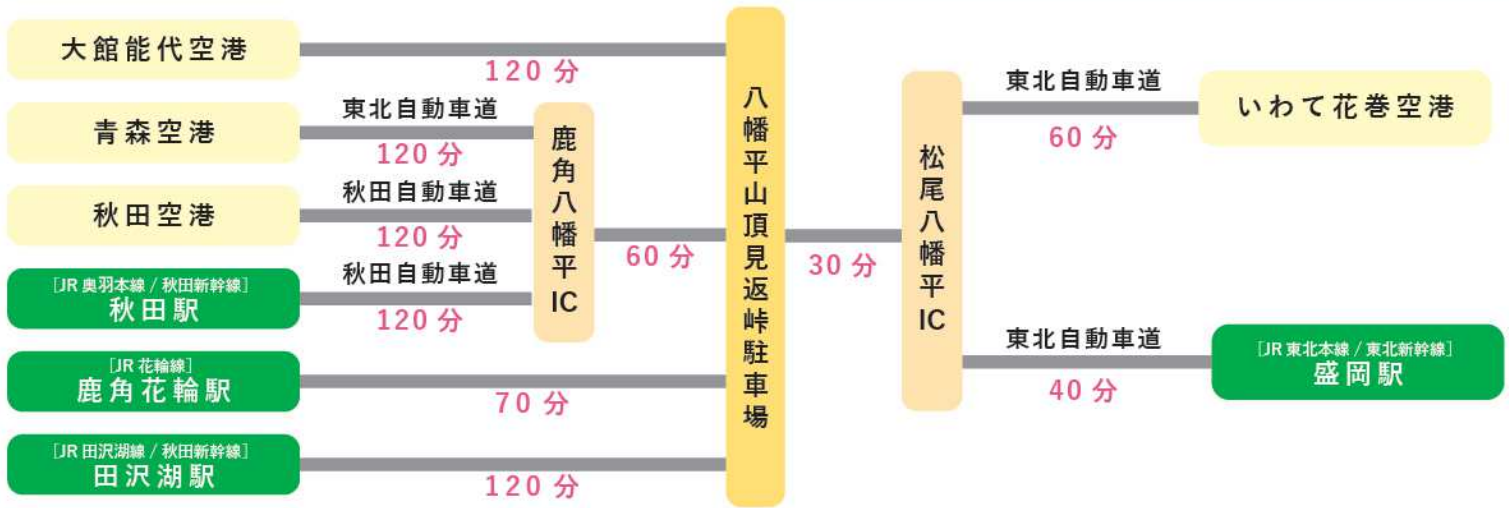 大館能代空港
120分
青森空港
東北自動車道
120分
秋田空港
秋田自動車道
120分
[JR 奥羽本線 / 秋田新幹線]
秋田駅
秋田自動車道
120分
[JR 花輪線]
鹿角花輪駅
70分
[JR 田沢湖線 / 秋田新幹線]
田沢湖駅
120分
鹿角八幡平IC
60分
八幡平山頂見返峠駐車場
30分
松尾八幡平IC
東北自動車道
60分
いわて花巻空港
東北自動車道
40分
[JR 東北本線 / 東北新幹線]
盛岡駅